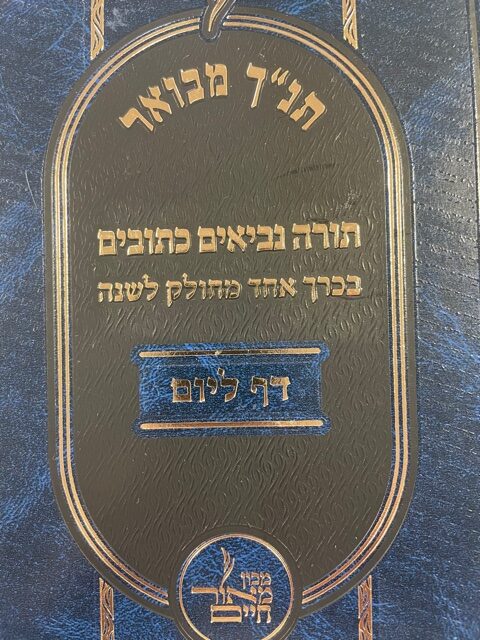 תנ"ך מבואר
תורה נביאים כתובים
בכרך אחד מחולק לשנה
דף ליום
מכון
מאור
חיים